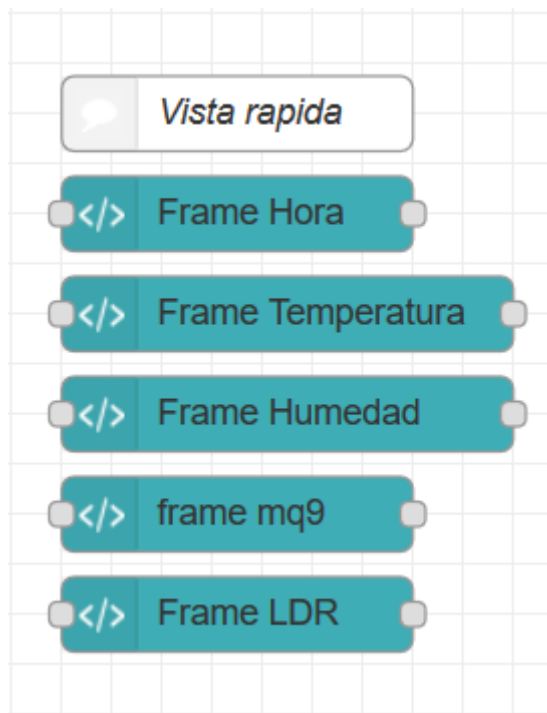 Vista rapida
</> Frame Hora
</> Frame Temperatura
</> Frame Humedad
</> frame mq9
</> Frame LDR